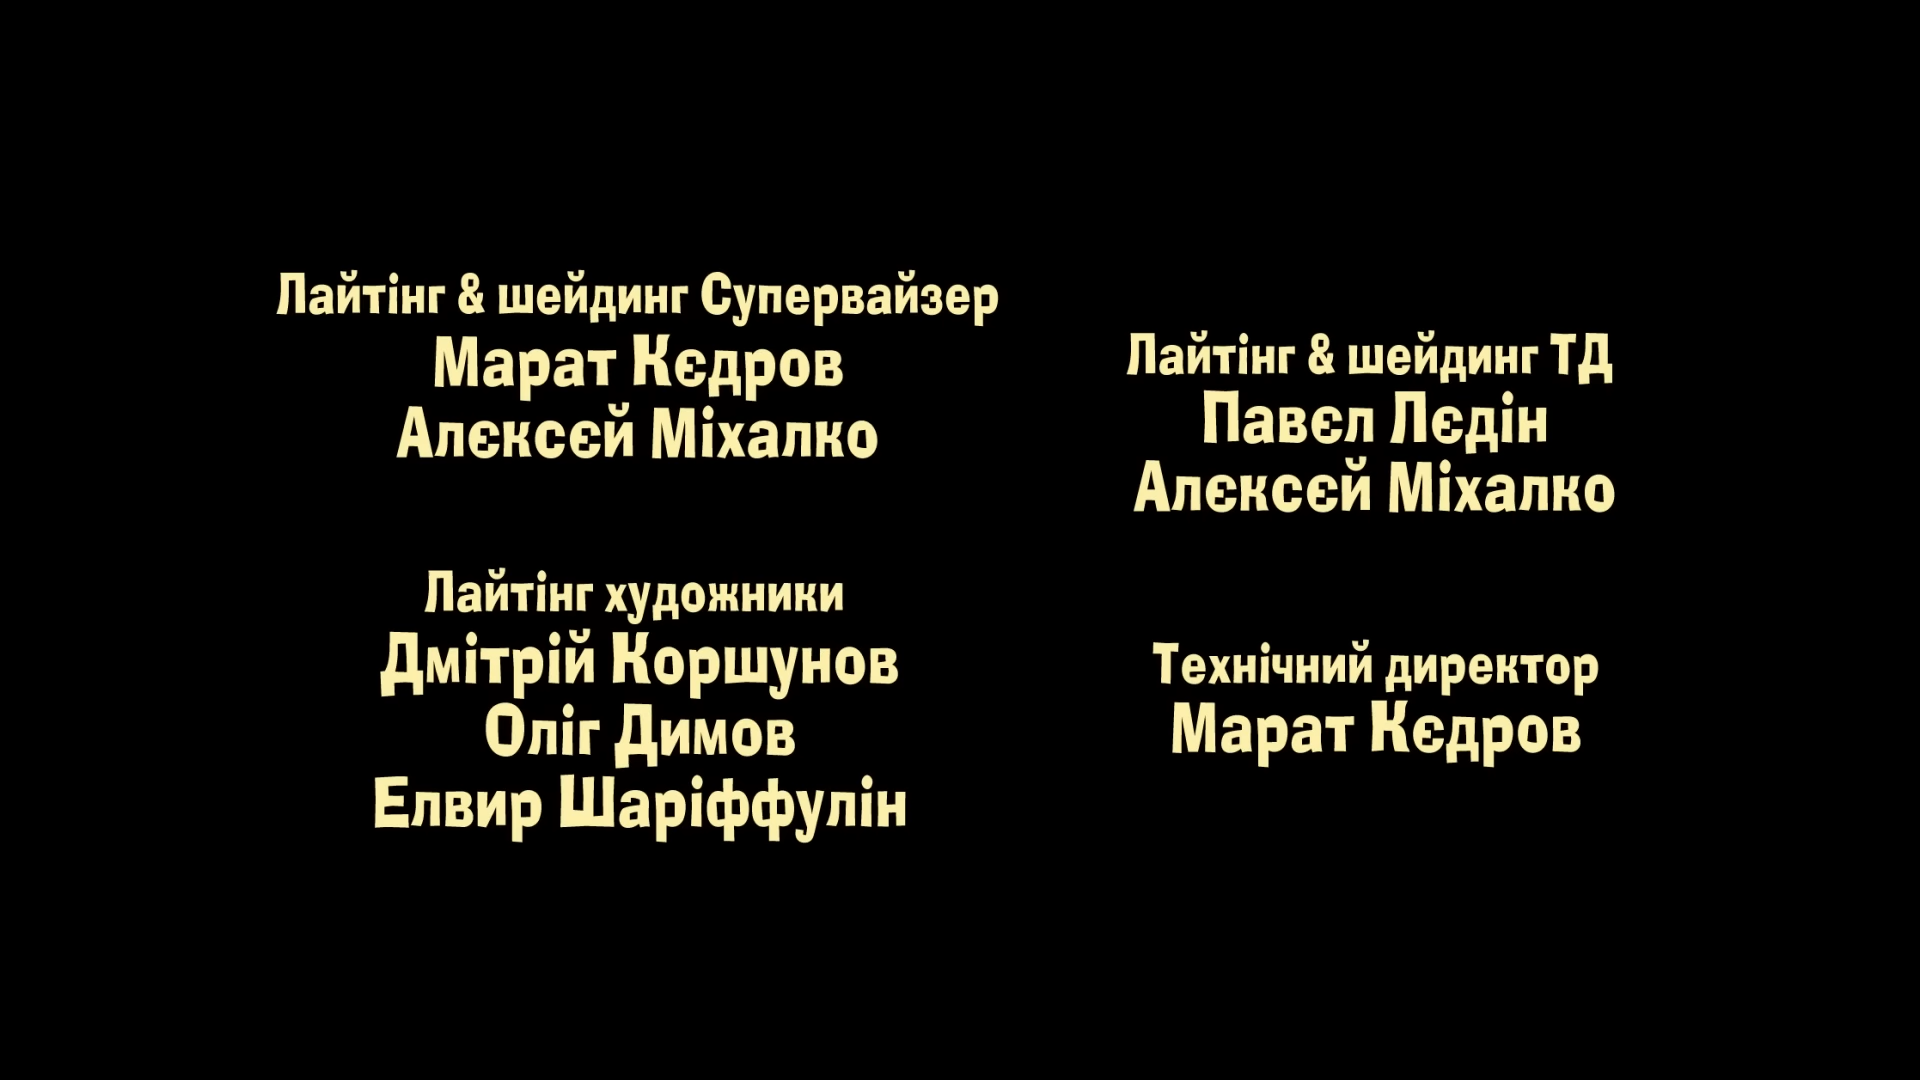 Лайтінг & шейдинг Супервайзер
Марат Кєдров
Алєксєй Міхалко
Лайтінг художники
Дмітрій Коршунов
Оліг Димов
Елвир Шаріффулін
Лайтінг & шейдинг ТД
Павєл Лєдін
Алєксєй Міхалко
Технічний директор
Марат Кєдров